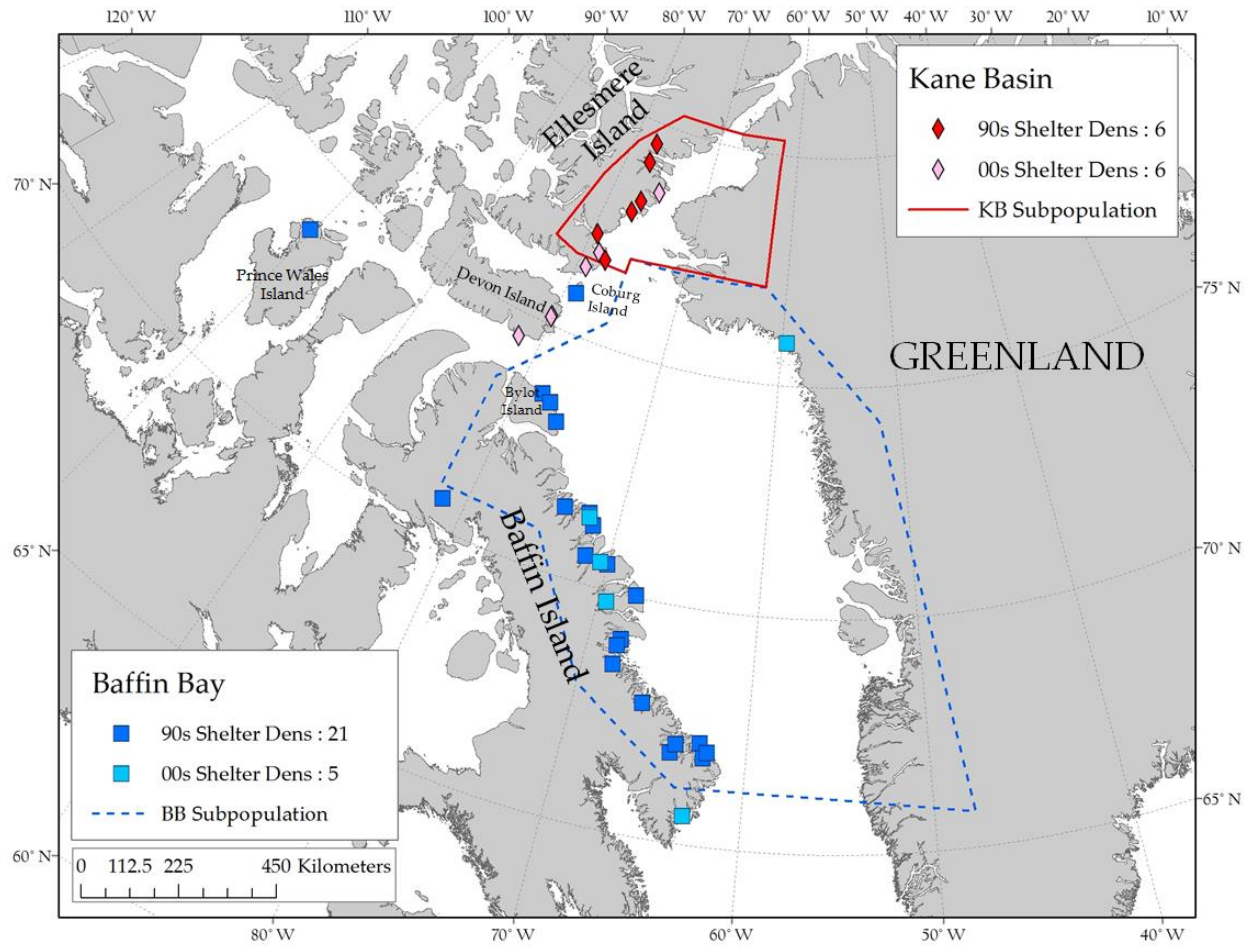 120°W 110°W 100°W 90°W 80°W 70°W 60°W 50°W 40°W 30°W 20°W 10°W
Kane Basin
90s Shelter Dens : 6
00s Shelter Dens : 6
KB Subpopulation
Ellesmere
Island
70° N
75° N
Prince Wales
Island
Devon Island
Coburg
Island
GREENLAND
Bylot
Island
Baffin Island
65° N
70° N
Baffin Bay
90s Shelter Dens : 21
00s Shelter Dens : 5
BB Subpopulation
65° N
60° N
0 112.5 225 450 Kilometers
80°W 70°W 60°W 50°W 40°W